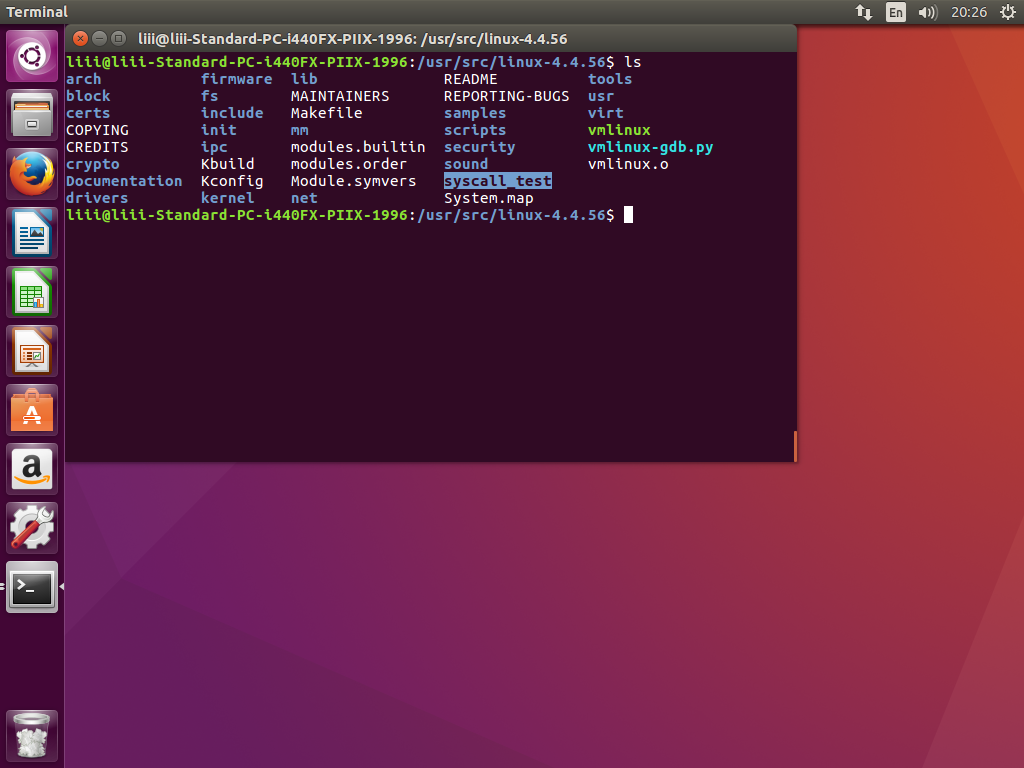 Terminal En 20:26
liii@liii-Standard-PC-i440FX-PIIX-1996: /usr/src/linux-4.4.56
liii@liii-Standard-PC-i440FX-PIIX-1996:/usr/src/linux-4.4.56$ ls
arch firmware lib README tools
block fs MAINTAINERS REPORTING-BUGS usr
certs include Makefile samples virt
COPYING init mm scripts vmlinux
CREDITS ipc modules.builtin security vmlinux-gdb.py
crypto Kbuild modules.order sound vmlinux.o
Documentation Kconfig Module.symvers syscall_test
drivers kernel net System.map
liii@liii-Standard-PC-i440FX-PIIX-1996:/usr/src/linux-4.4.56$